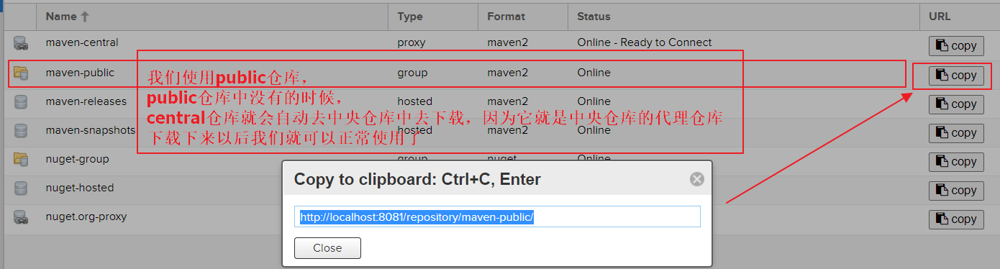 Name Type Format Status URL
maven-central proxy maven2 Online - Ready to Connect copy
maven-public group maven2 Online copy
我们使用public仓库，
public仓库中没有的时候，
central仓库就会自动去中央仓库中去下载，因为它就是中央仓库的代理仓库
下载下来以后我们就可以正常使用了
maven-releases hosted maven2 Online copy
maven-snapshots hosted maven2 Online copy
nuget-group group nuget Online copy
nuget-hosted copy
nuget.org-proxy copy
Copy to clipboard: Ctrl+C, Enter
http://localhost:8081/repository/maven-public/
Close